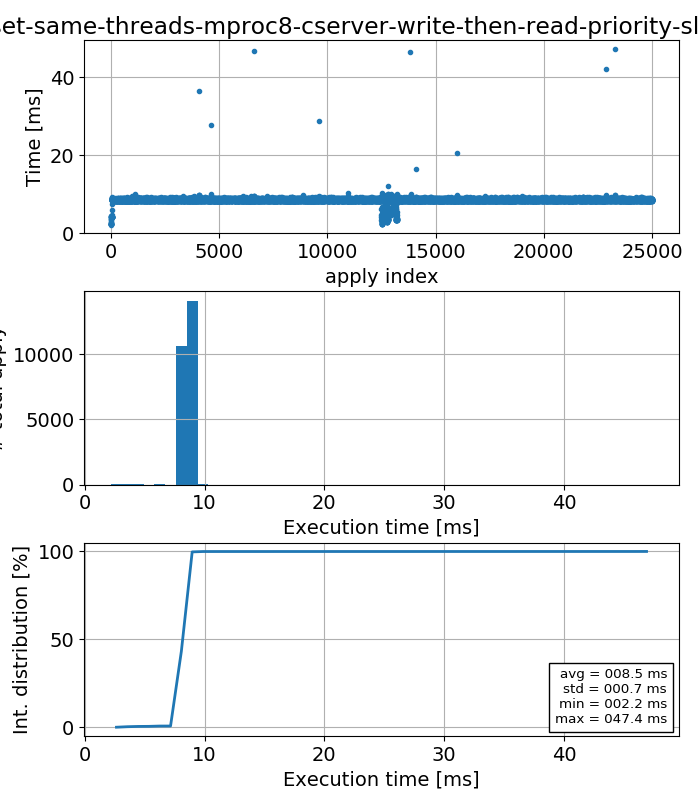 set-same-threads-mproc8-cserver-write-then-read-priority-sl
Time [ms]
40
20
0
0 5000 10000 15000 20000 25000
apply index
# total apply
10000
5000
0
0 10 20 30 40
Execution time [ms]
Int. distribution [%]
100
50
0
avg = 008.5 ms
std = 000.7 ms
min = 002.2 ms
max = 047.4 ms
0 10 20 30 40
Execution time [ms]